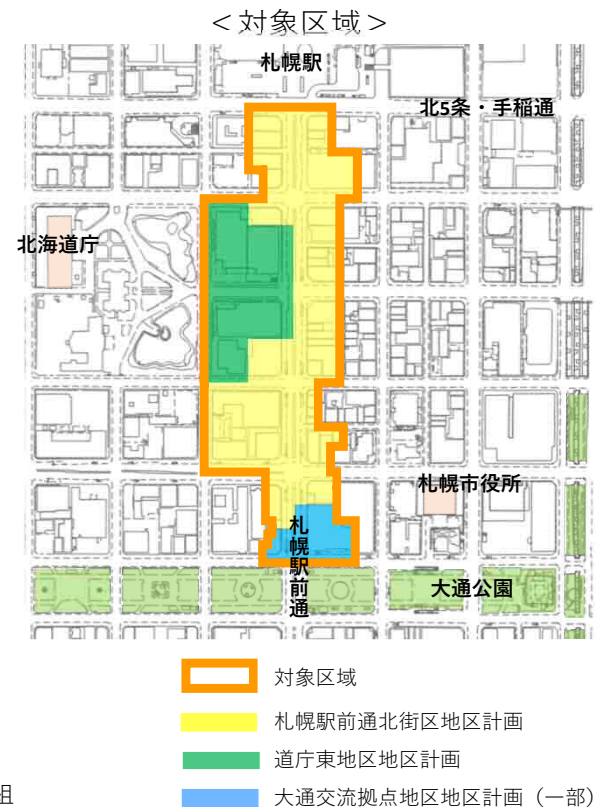 ＜対象区域＞
札幌駅
北5条・手稲通
北海道庁
札幌市役所
札幌駅前通
大通公園
対象区域
札幌駅前通北街区地区計画
道庁東地区地区計画
組
大通交流拠点地区地区計画（一部）